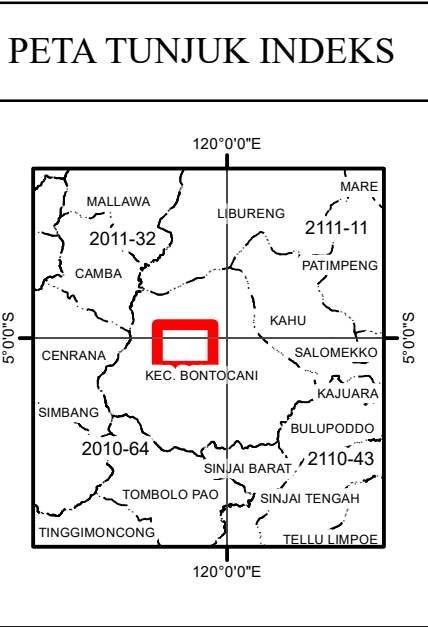 PETA TUNJUK INDEKS
120°0'0"E
MARE
MALLAWA
LIBURENG
2111-11
2011-32
PATIMPENG
CAMBA
KAHU
5°0'0"S
5°0'0"S
CENRANA
SALOMEKKO
KEC. BONTOCANI
KAJUARA
SIMBANG
BULUPODDO
2010-64
2110-43
SINJAI BARAT
TOMBOLO PAO
SINJAI TENGAH
TINGGIMONCONG
TELLU LIMPOE
120°0'0"E